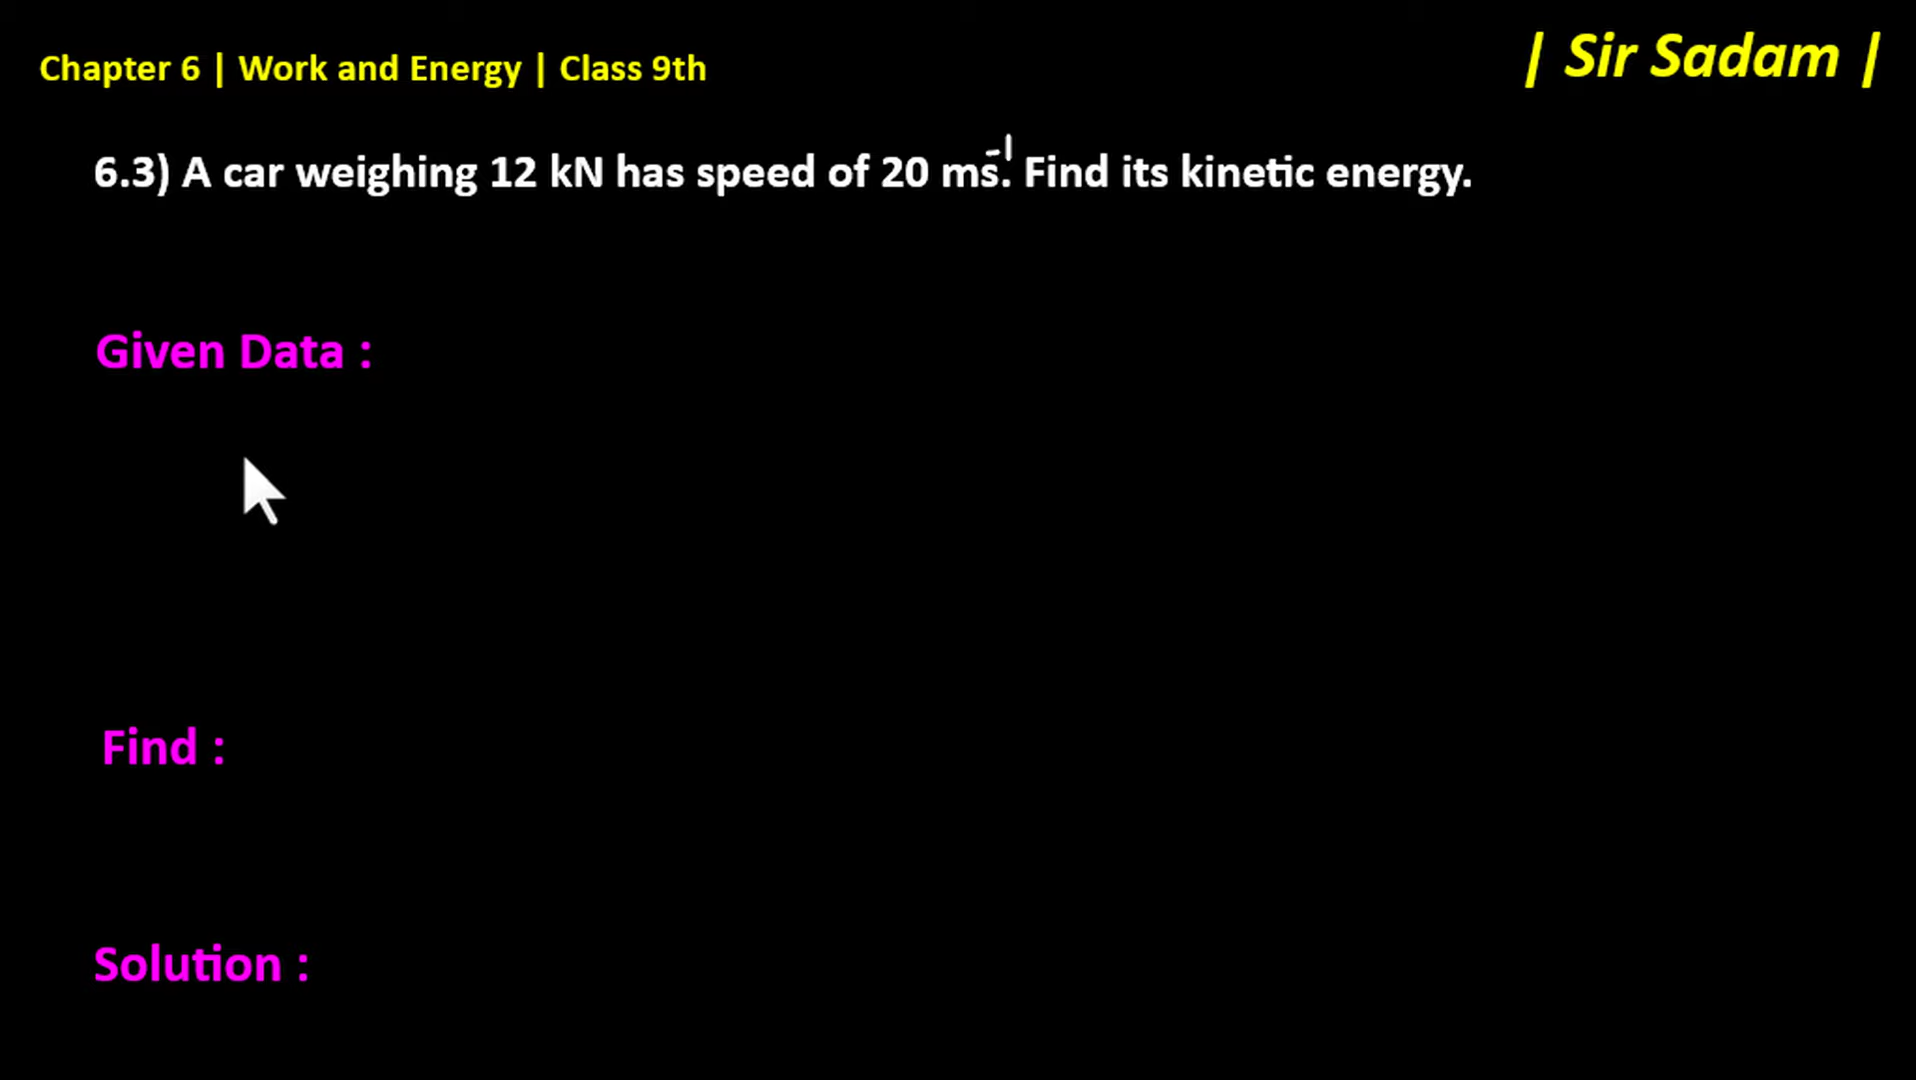 Chapter 6 | Work and Energy | Class 9th
| Sir Sadam |
6.3) A car weighing 12 kN has speed of 20 ms⁻¹. Find its kinetic energy.
Given Data :
Find :
Solution :